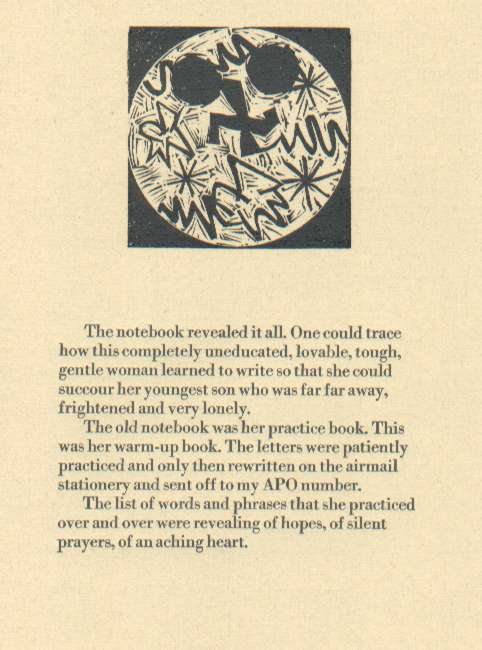 The notebook revealed it all. One could trace
how this completely uneducated, lovable, tough,
gentle woman learned to write so that she could
succour her youngest son who was far far away,
frightened and very lonely.
The old notebook was her practice book. This
was her warm-up book. The letters were patiently
practiced and only then rewritten on the airmail
stationery and sent off to my APO number.
The list of words and phrases that she practiced
over and over were revealing of hopes, of silent
prayers, of an aching heart.